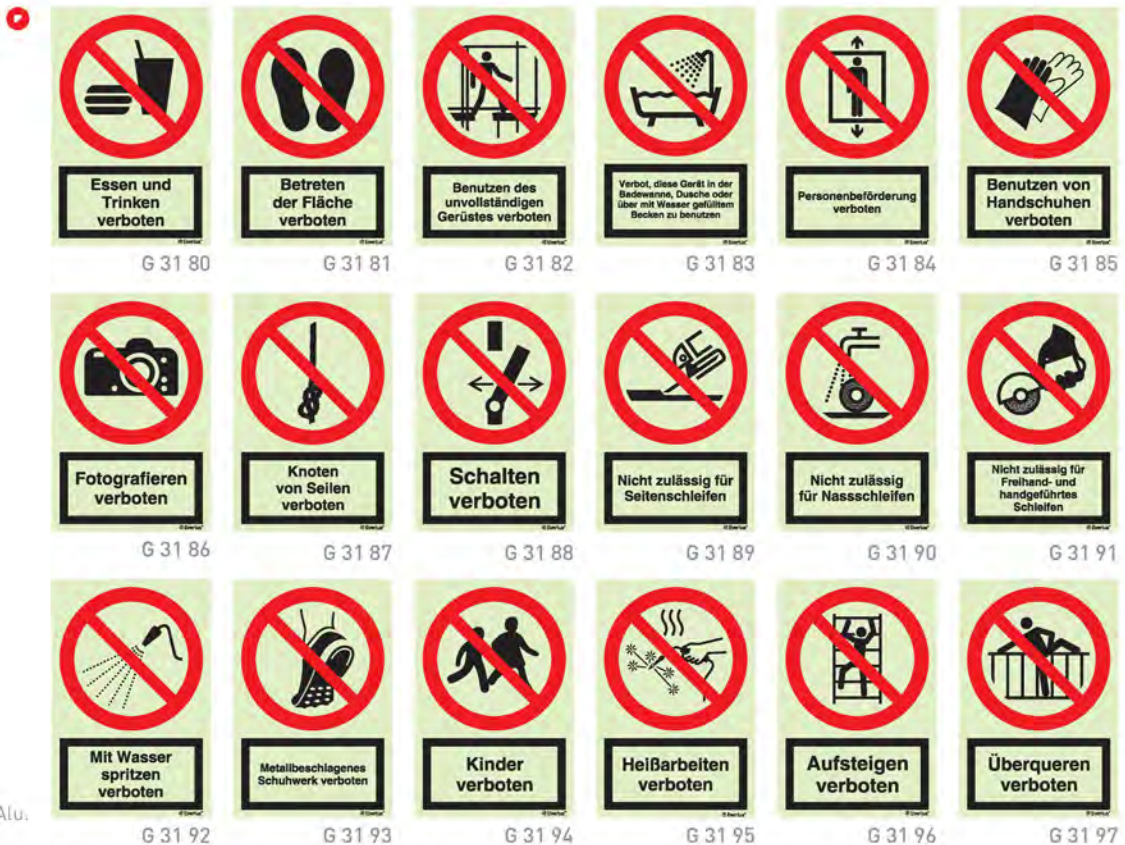 Essen und
Trinken
verboten
G 31 80
Betreten
der Fläche
verboten
G 31 81
Benutzen des
unvollständigen
Gerüstes verboten
G 31 82
Verbot, diese Gerät in der
Badewanne, Dusche oder
über mit Wasser gefülltem
Becken zu benutzen
G 31 83
Personenbeförderung
verboten
G 31 84
Benutzen von
Handschuhen
verboten
G 31 85
Fotografieren
verboten
G 31 86
Knoten
von Seilen
verboten
G 31 87
Schalten
verboten
G 31 88
Nicht zulässig für
Seitenschleifen
G 31 89
Nicht zulässig
für Nassschleifen
G 31 90
Nicht zulässig für
Freihand- und
handgeführtes
Schleifen
G 31 91
Mit Wasser
spritzen
verboten
G 31 92
Metallbeschlagenes
Schuhwerk verboten
G 31 93
Kinder
verboten
G 31 94
Heißarbeiten
verboten
G 31 95
Aufsteigen
verboten
G 31 96
Überqueren
verboten
G 31 97
Alu.